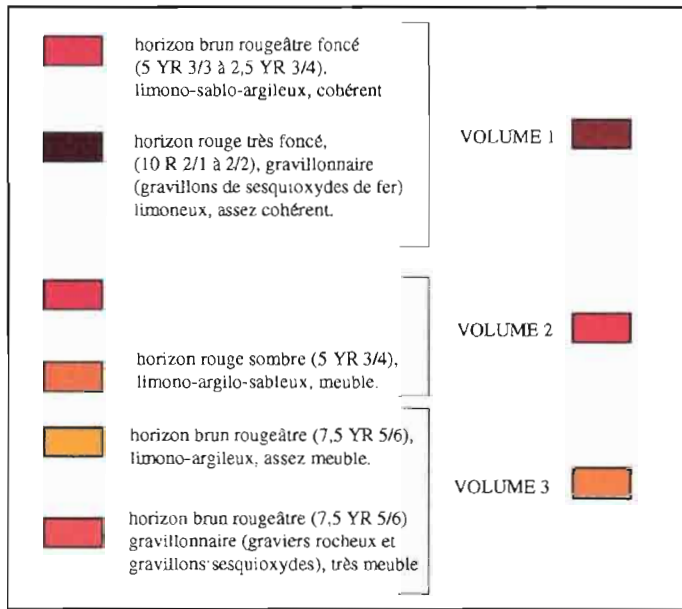 horizon brun rougeâtre foncé
(5 YR 3/3 à 2,5 YR 3/4),
limono-sablo-argileux, cohérent
VOLUME 1
horizon rouge très foncé,
(10 R 2/1 à 2/2), gravillonnaire
(gravillons de sesquioxydes de fer)
limoneux, assez cohérent.
VOLUME 2
horizon rouge sombre (5 YR 3/4),
limono-argilo-sableux, meuble.
horizon brun rougeâtre (7,5 YR 5/6),
limono-argileux, assez meuble.
VOLUME 3
horizon brun rougeâtre (7,5 YR 5/6)
gravillonnaire (graviers rocheux et
gravillons sesquioxydes), très meuble